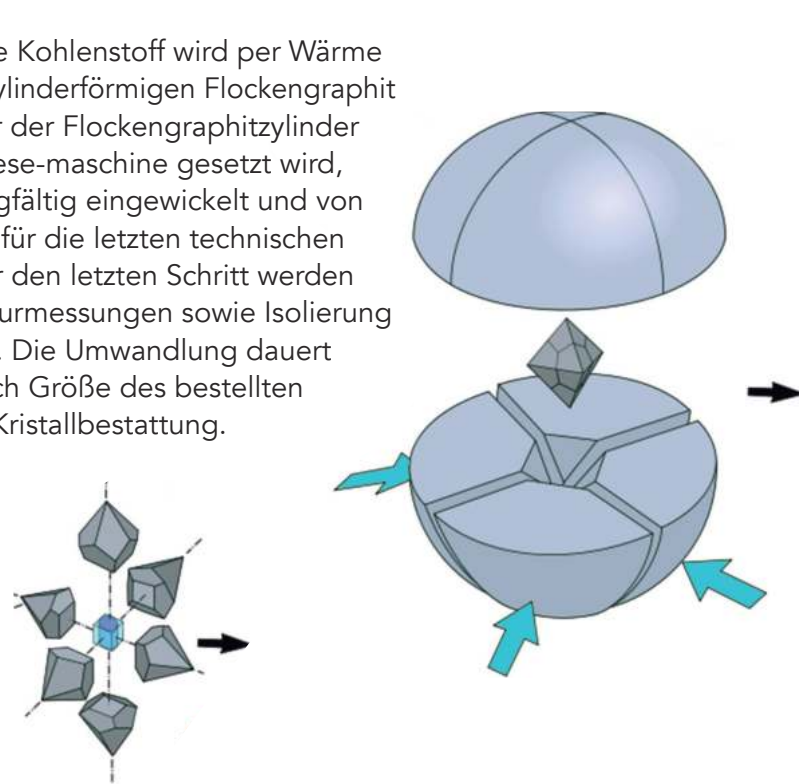 e Kohlenstoff wird per Wärme
ylinderförmigen Flockengraphit
r der Flockengraphitzylinder
ese-maschine gesetzt wird,
gfältig eingewickelt und von
für die letzten technischen
r den letzten Schritt werden
urmessungen sowie Isolierung
. Die Umwandlung dauert
ch Größe des bestellten
Kristallbestattung.